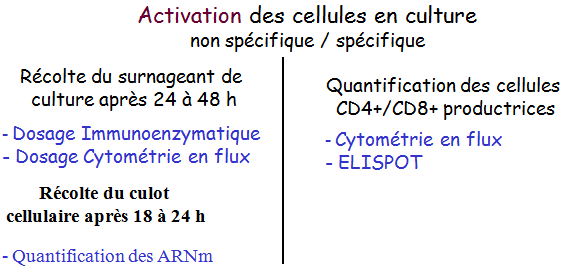 Activation des cellules en culture
non spécifique / spécifique
Récolte du surnageant de
culture après 24 à 48 h
- Dosage Immunoenzymatique
- Dosage Cytométrie en flux
Récolte du culot
cellulaire après 18 à 24 h
- Quantification des ARNm
Quantification des cellules
CD4+/CD8+ productrices
- Cytométrie en flux
- ELISPOT